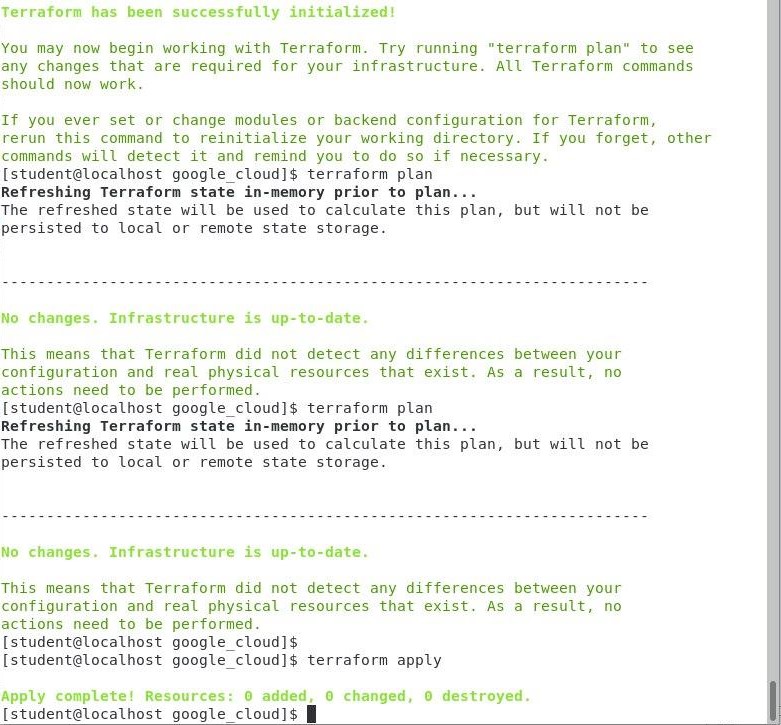 Terraform has been successfully initialized!
You may now begin working with Terraform. Try running "terraform plan" to see
any changes that are required for your infrastructure. All Terraform commands
should now work.
If you ever set or change modules or backend configuration for Terraform,
rerun this command to reinitialize your working directory. If you forget, other
commands will detect it and remind you to do so if necessary.
[student@localhost google_cloud]$ terraform plan
Refreshing Terraform state in-memory prior to plan...
The refreshed state will be used to calculate this plan, but will not be
persisted to local or remote state storage.
------------------------------------------------------------------------
No changes. Infrastructure is up-to-date.
This means that Terraform did not detect any differences between your
configuration and real physical resources that exist. As a result, no
actions need to be performed.
[student@localhost google_cloud]$ terraform plan
Refreshing Terraform state in-memory prior to plan...
The refreshed state will be used to calculate this plan, but will not be
persisted to local or remote state storage.
------------------------------------------------------------------------
No changes. Infrastructure is up-to-date.
This means that Terraform did not detect any differences between your
configuration and real physical resources that exist. As a result, no
actions need to be performed.
[student@localhost google_cloud]$
[student@localhost google_cloud]$ terraform apply
Apply complete! Resources: 0 added, 0 changed, 0 destroyed.
[student@localhost google_cloud]$